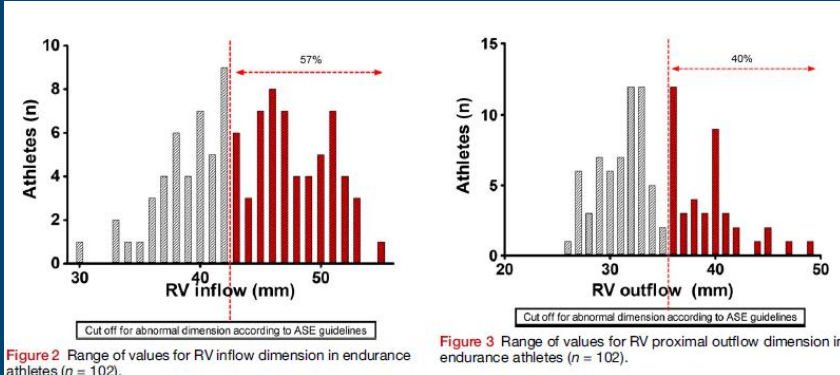 10
8
6
4
2
0
Athletes (n)
57%
30
40
50
RV inflow (mm)
Cut off for abnormal dimension according to ASE guidelines
Figure 2 Range of values for RV inflow dimension in endurance
athletes (n = 102).
15
10
5
0
Athletes (n)
40%
20
30
40
50
RV outflow (mm)
Cut off for abnormal dimension according to ASE guidelines
Figure 3 Range of values for RV proximal outflow dimension in
endurance athletes (n = 102).